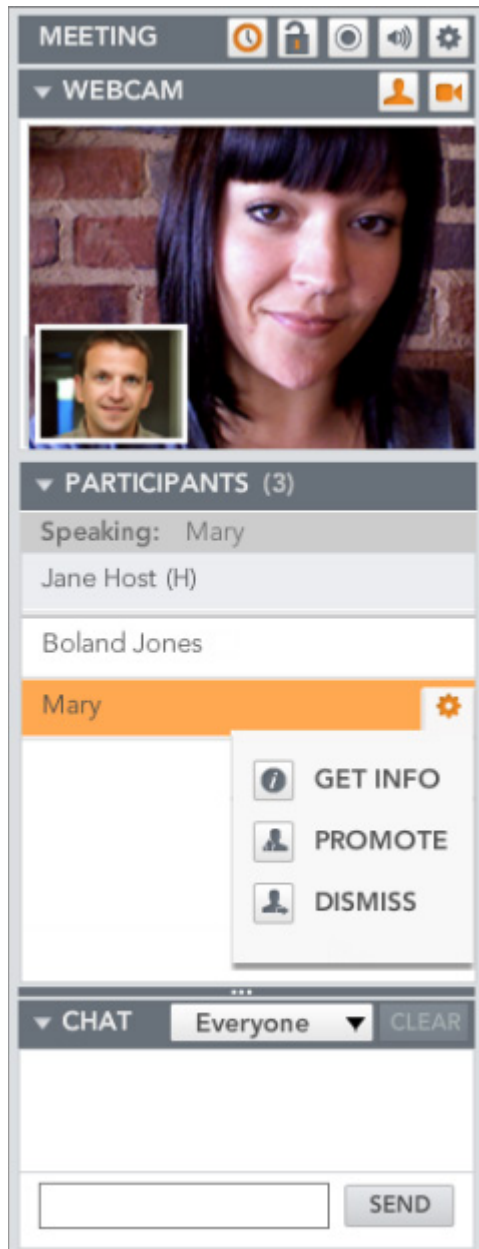 MEETING
WEBCAM
PARTICIPANTS (3)
Speaking: Mary
Jane Host (H)
Boland Jones
Mary
GET INFO
PROMOTE
DISMISS
CHAT Everyone CLEAR
SEND